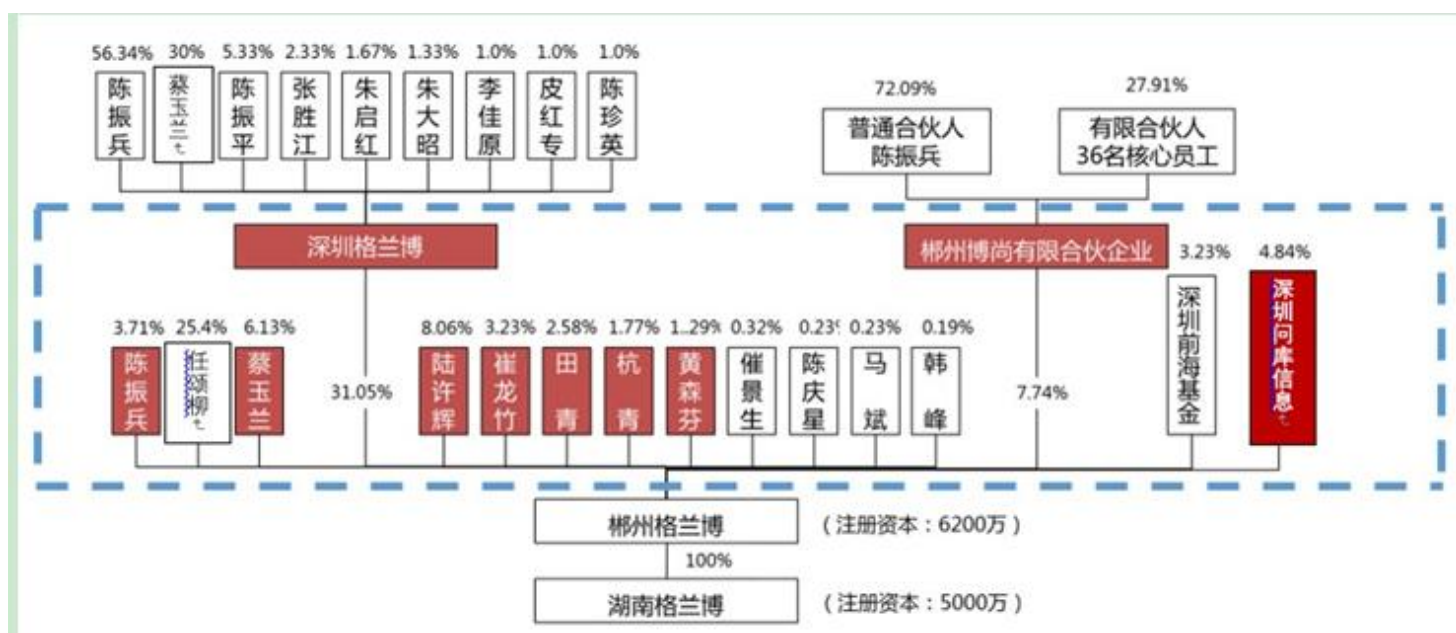 56.34% 30% 5.33% 2.33% 1.67% 1.33% 1.0% 1.0% 1.0%
陈振兵
蔡玉兰
陈振平
张胜江
朱启红
朱大昭
李佳原
皮红专
陈珍英
72.09%
27.91%
普通合伙人
陈振兵
有限合伙人
36名核心员工
深圳格兰博
郴州博尚有限合伙企业
3.23%
4.84%
深圳前海基金
深圳问库信息
3.71% 25.4% 6.13%
陈振兵
任颂柳
蔡玉兰
31.05%
8.06% 3.23% 2.58% 1.77% 1..29% 0.32% 0.23% 0.23% 0.19%
陆许辉
崔龙竹
田青
杭青
黄森芬
催景生
陈庆星
马斌
韩峰
7.74%
郴州格兰博
(注册资本：6200万)
100%
湖南格兰博
(注册资本：5000万)